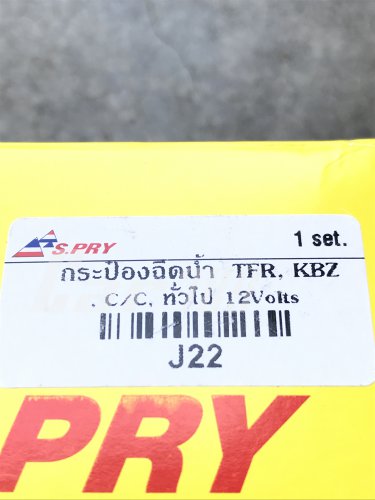 S.PRY 1 set.
กระป๋องฉีดน้ำ TFR, KBZ
, C/C, ทั่วไป 12Volts
J22
PRY